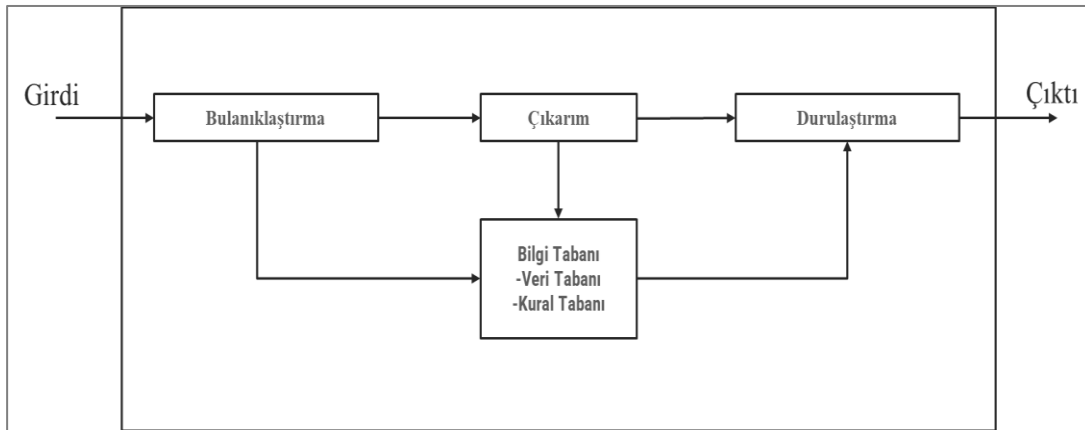 Girdi
Bulanıklaştırma
Çıkarım
Durulaştırma
Çıktı
Bilgi Tabanı
-Veri Tabanı
-Kural Tabanı